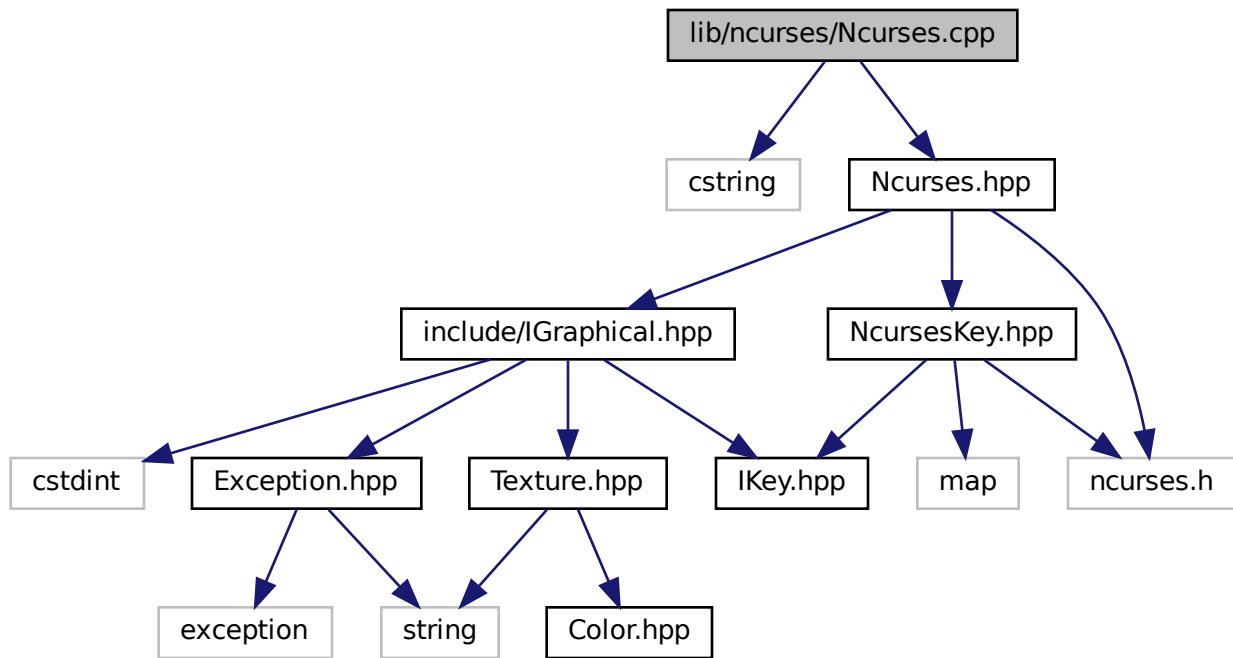 lib/ncurses/Ncurses.cpp
cstring
Ncurses.hpp
include/IGraphical.hpp
NcursesKey.hpp
cstdint
Exception.hpp
Texture.hpp
IKey.hpp
map
ncurses.h
exception
string
Color.hpp